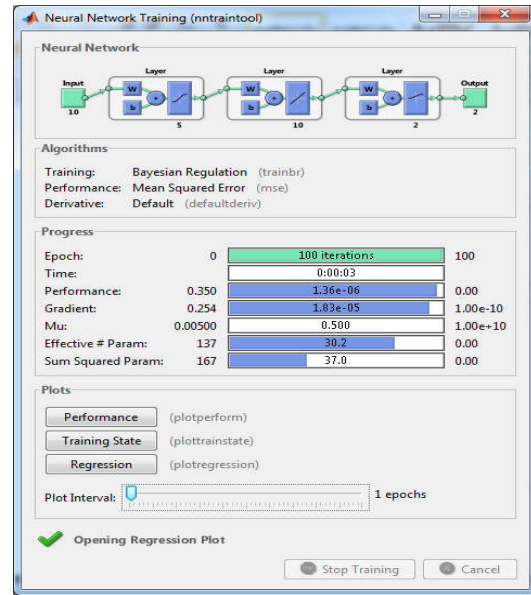 Neural Network Training (nntraintool)
Neural Network
Input
10
W
b
+
Layer
5
W
b
+
Layer
10
W
b
+
Layer
2
Output
2
Algorithms
Training: Bayesian Regulation (trainbr)
Performance: Mean Squared Error (mse)
Derivative: Default (defaultderiv)
Progress
Epoch: 0 100 iterations 100
Time: 0:00:03
Performance: 0.350 1.36e-06 0.00
Gradient: 0.254 1.83e-05 1.00e-10
Mu: 0.00500 0.500 1.00e+10
Effective # Param: 137 30.2 0.00
Sum Squared Param: 167 37.0 0.00
Plots
Performance (plotperform)
Training State (plottrainstate)
Regression (plotregression)
Plot Interval: 1 epochs
Opening Regression Plot
Stop Training Cancel